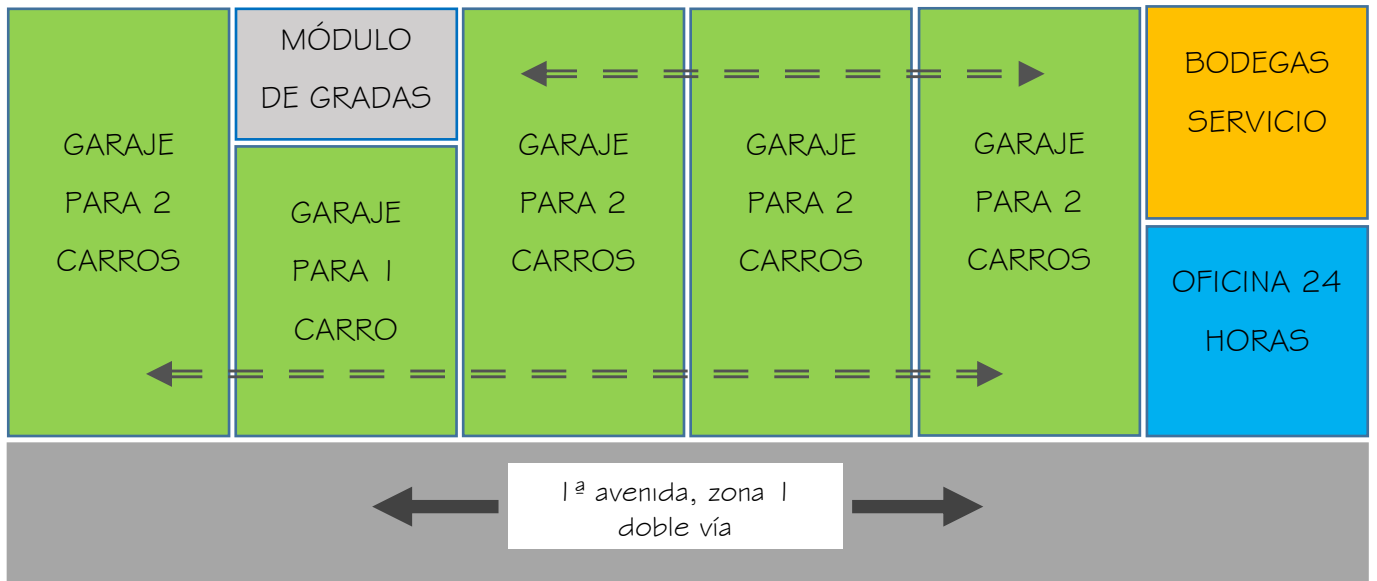 GARAJE
PARA 2
CARROS
MÓDULO
DE GRADAS
GARAJE
PARA 1
CARRO
GARAJE
PARA 2
CARROS
GARAJE
PARA 2
CARROS
GARAJE
PARA 2
CARROS
BODEGAS
SERVICIO
OFICINA 24
HORAS
1ª avenida, zona 1
doble vía